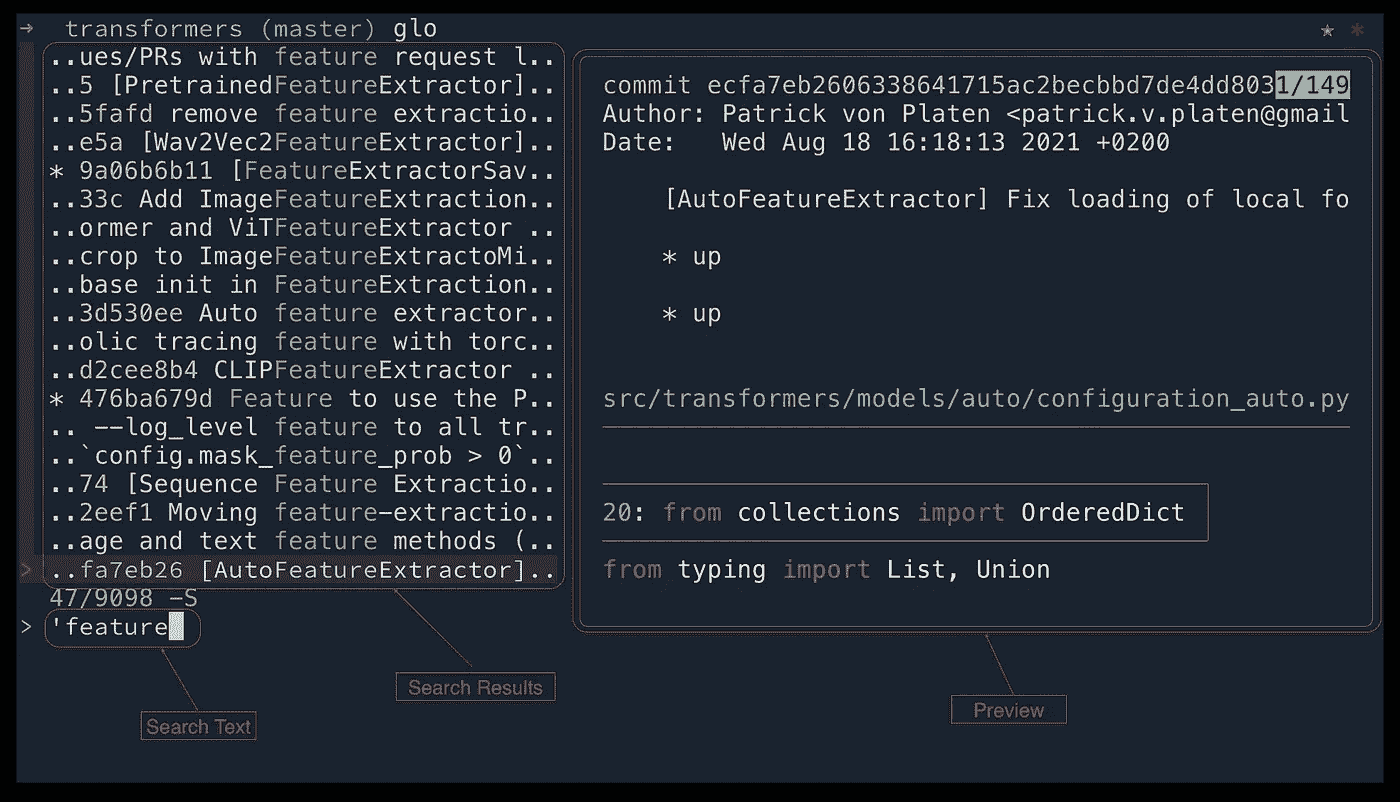 → transformers (master) glo ★ *
..ues/PRs with feature request l..
..5 [PretrainedFeatureExtractor]..
..5fafd remove feature extractio..
..e5a [Wav2Vec2FeatureExtractor]..
* 9a06b6b11 [FeatureExtractorSav..
..33c Add ImageFeatureExtraction..
..ormer and ViTFeatureExtractor ..
..crop to ImageFeatureExtractoMi..
..base init in FeatureExtraction..
..3d530ee Auto feature extractor..
..olic tracing feature with torc..
..d2cee8b4 CLIPFeatureExtractor ..
* 476ba679d Feature to use the P..
.. --log_level feature to all tr..
..`config.mask_feature_prob > 0`..
..74 [Sequence Feature Extractio..
..2eef1 Moving feature-extractio..
..age and text feature methods (..
> ..fa7eb26 [AutoFeatureExtractor]..
47/9098 -S
> 'feature
commit ecfa7eb2606338641715ac2becbbd7de4dd8031/149
Author: Patrick von Platen <patrick.v.platen@gmail
Date:   Wed Aug 18 16:18:13 2021 +0200
[AutoFeatureExtractor] Fix loading of local fo
* up
* up
src/transformers/models/auto/configuration_auto.py
20: from collections import OrderedDict
from typing import List, Union
Search Results
Search Text
Preview